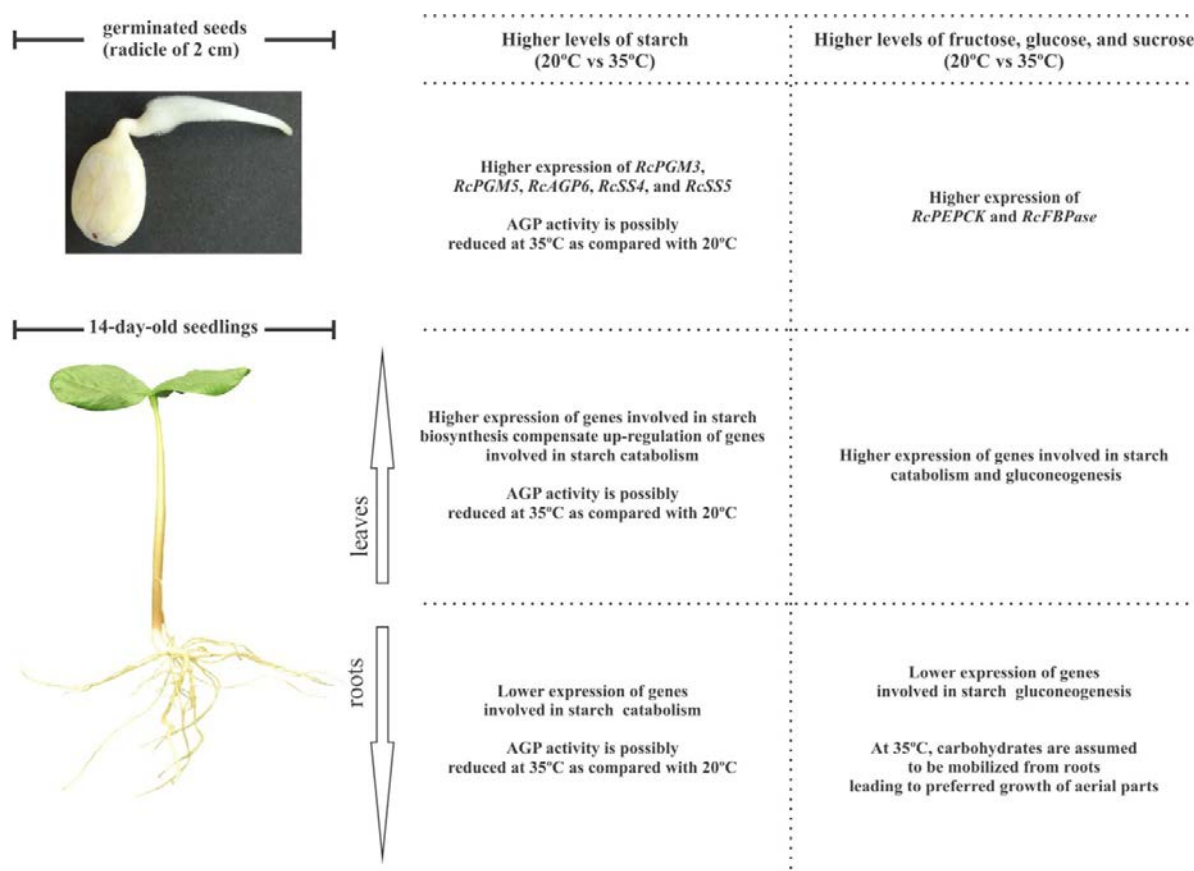 germinated seeds
(radicle of 2 cm)
Higher levels of starch
(20ºC vs 35ºC)
Higher levels of fructose, glucose, and sucrose
(20ºC vs 35ºC)
Higher expression of RcPGM3,
RcPGM5, RcAGP6, RcSS4, and RcSS5
AGP activity is possibly
reduced at 35ºC as compared with 20ºC
Higher expression of
RcPEPCK and RcFBPase
14-day-old seedlings
leaves
Higher expression of genes involved in starch
biosynthesis compensate up-regulation of genes
involved in starch catabolism
AGP activity is possibly
reduced at 35ºC as compared with 20ºC
Higher expression of genes involved in starch
catabolism and gluconeogenesis
roots
Lower expression of genes
involved in starch catabolism
AGP activity is possibly
reduced at 35ºC as compared with 20ºC
Lower expression of genes
involved in starch gluconeogenesis
At 35ºC, carbohydrates are assumed
to be mobilized from roots
leading to preferred growth of aerial parts